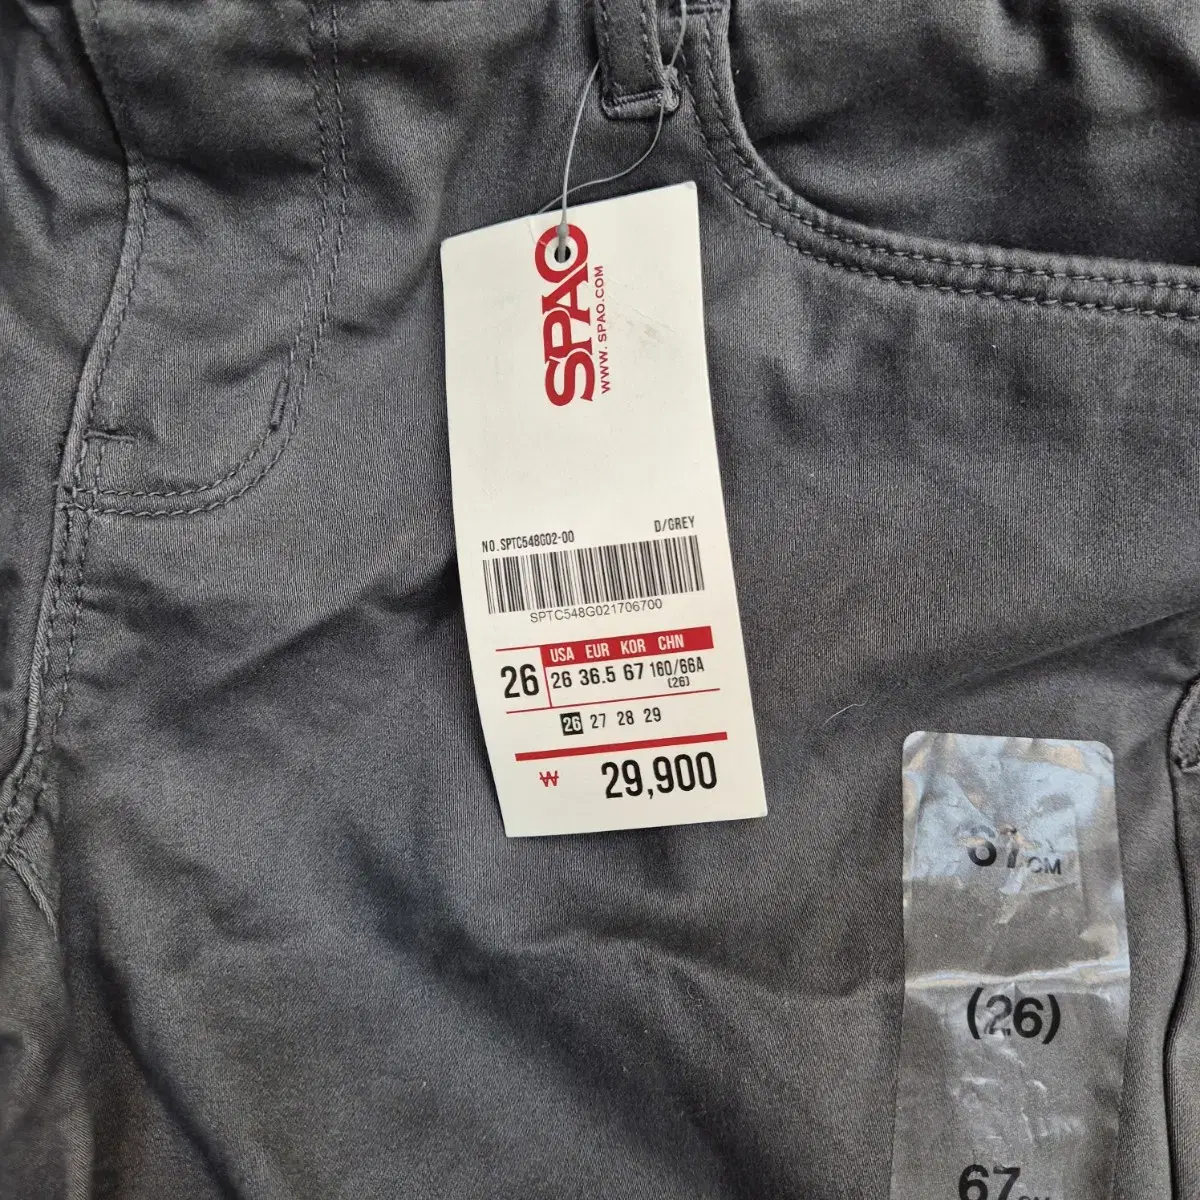 SPAO
WWW.SPAO.COM
NO.SPTC548G02-00 D/GREY
SPTC548G021706700
26
USA EUR KOR CHN
26 36.5 67 160/66A
(26)
26 27 28 29
₩ 29,900
67CM
(26)
67